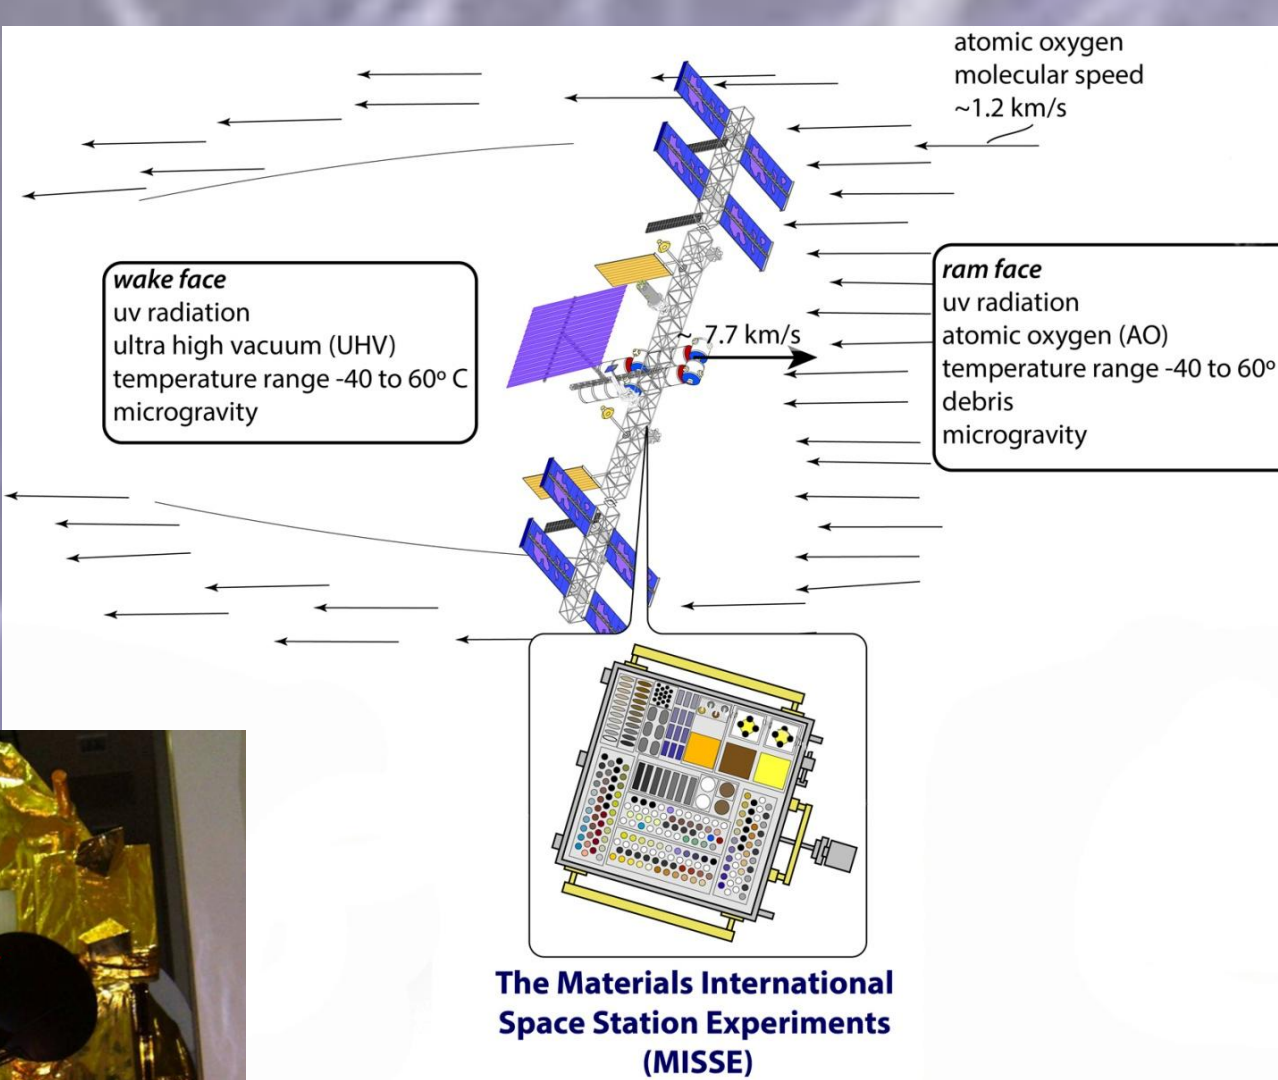 atomic oxygen
molecular speed
~1.2 km/s
wake face
uv radiation
ultra high vacuum (UHV)
temperature range -40 to 60º C
microgravity
~ 7.7 km/s
ram face
uv radiation
atomic oxygen (AO)
temperature range -40 to 60º
debris
microgravity
The Materials International
Space Station Experiments
(MISSE)